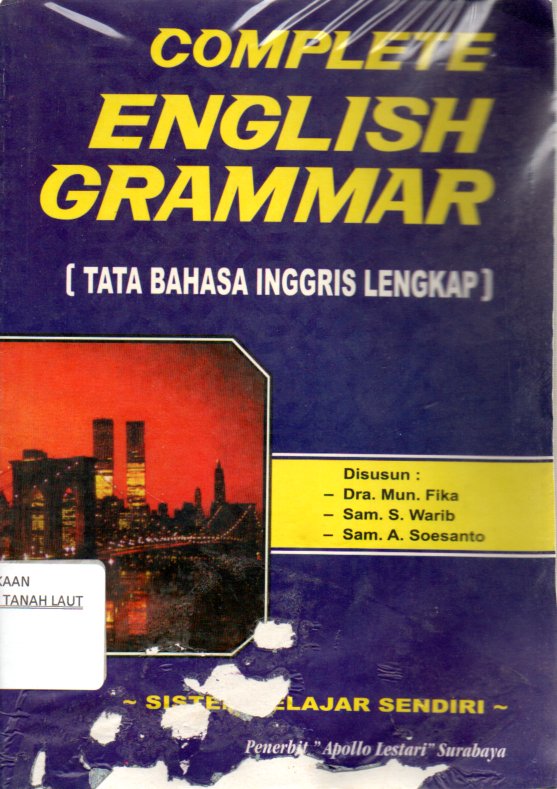 COMPLETE
ENGLISH
GRAMMAR
[ TATA BAHASA INGGRIS LENGKAP ]
Disusun :
– Dra. Mun. Fika
– Sam. S. Warib
– Sam. A. Soesanto
KAAN
TANAH LAUT
~ SISTEM BELAJAR SENDIRI ~
Penerbit "Apollo Lestari" Surabaya